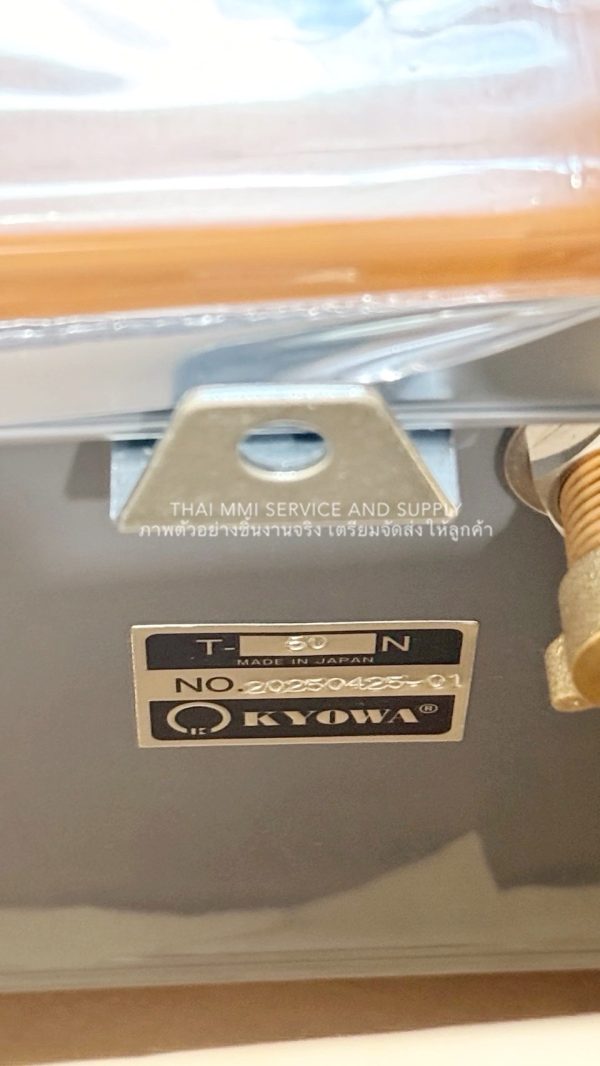 THAI MMI SERVICE AND SUPPLY
ภาพตัวอย่างชิ้นงานจริง เตรียมจัดส่ง ให้ลูกค้า
T-50N
MADE IN JAPAN
NO. 20250425-01
KYOWA®